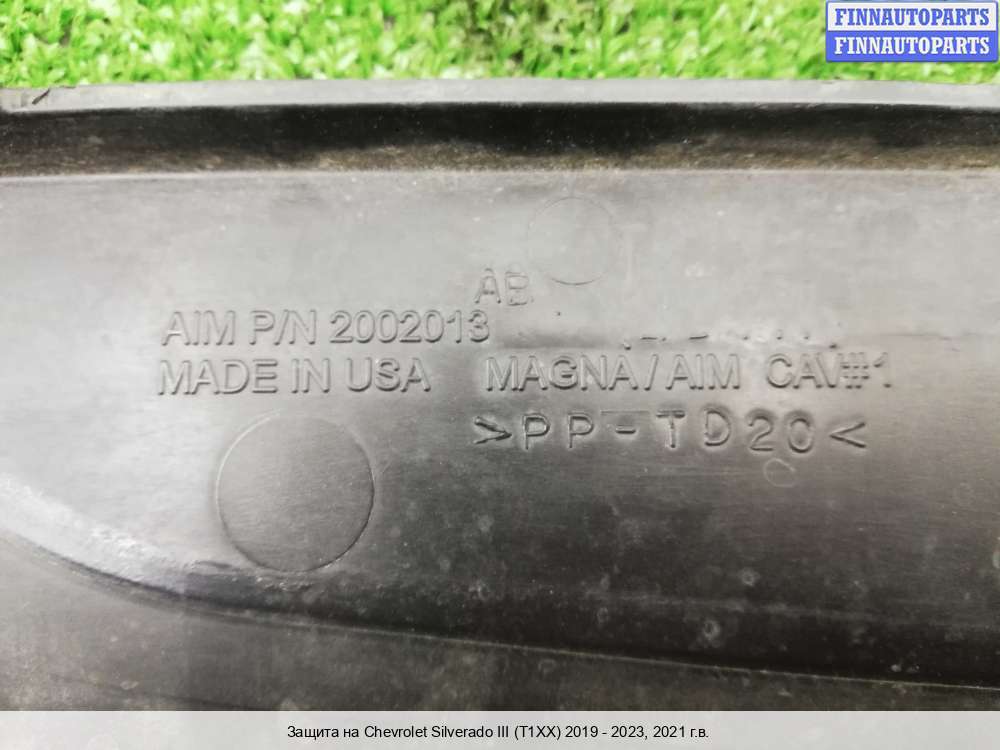 FINNAUTOPARTS
FINNAUTOPARTS
AB
AIM P/N 2002013
MADE IN USA MAGNA / AIM CAV#1
>PP-TD20<
Защита на Chevrolet Silverado III (T1XX) 2019 - 2023, 2021 г.в.